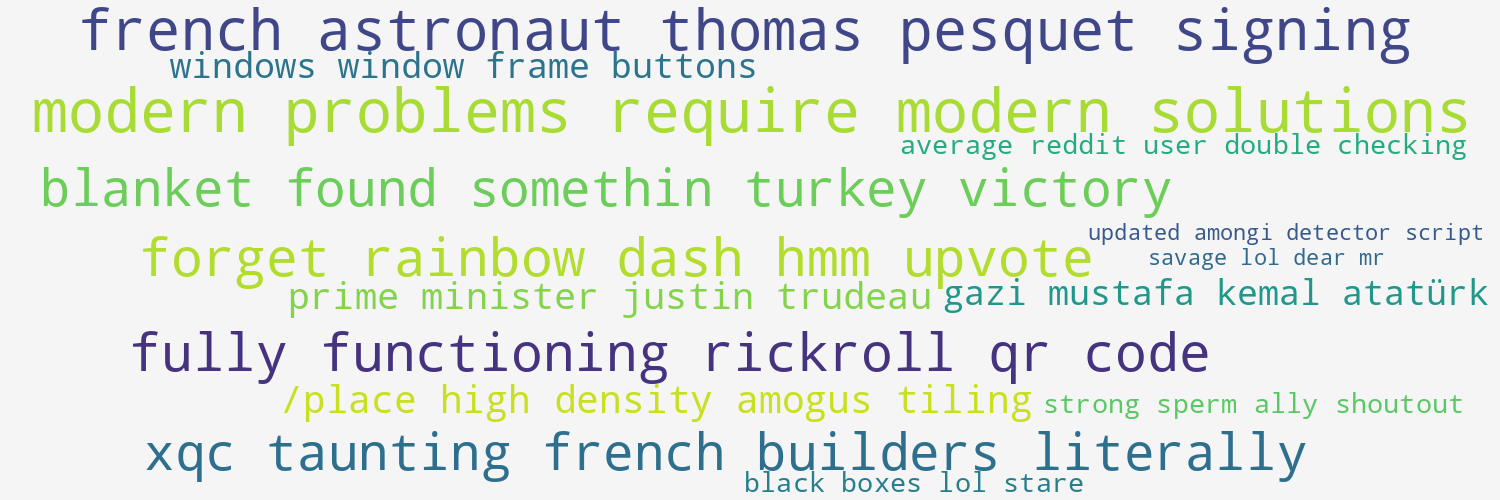 french astronaut thomas pesquet signing
windows window frame buttons
modern problems require modern solutions
average reddit user double checking
blanket found somethin turkey victory
updated amongi detector script
forget rainbow dash hmm upvote
savage lol dear mr
prime minister justin trudeau
gazi mustafa kemal atatürk
fully functioning rickroll qr code
/place high density amogus tiling
strong sperm ally shoutout
xqc taunting french builders literally
black boxes lol stare